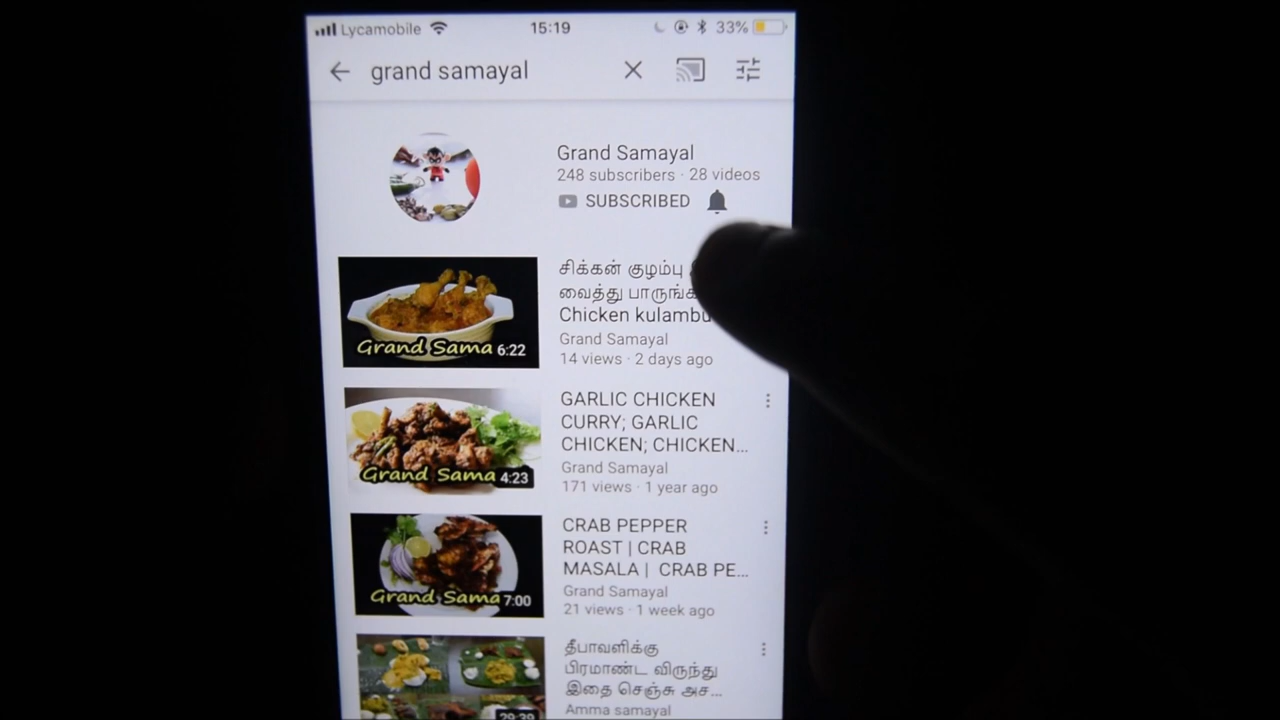 Lycamobile 15:19 33%
grand samayal
Grand Samayal
248 subscribers · 28 videos
SUBSCRIBED
சிக்கன் குழம்பு
வைத்து
Chicken kulambu
Grand Samayal
14 views · 2 days ago
Grand Sama 6:22
GARLIC CHICKEN
CURRY; GARLIC
CHICKEN; CHICKEN...
Grand Samayal
171 views · 1 year ago
Grand Sama 4:23
CRAB PEPPER
ROAST | CRAB
MASALA | CRAB PE...
Grand Samayal
21 views · 1 week ago
Grand Sama 7:00
தீபாவளிக்கு
பிரமாண்ட விருந்து
இதை செஞ்சு அச...
Amma samayal
29:39